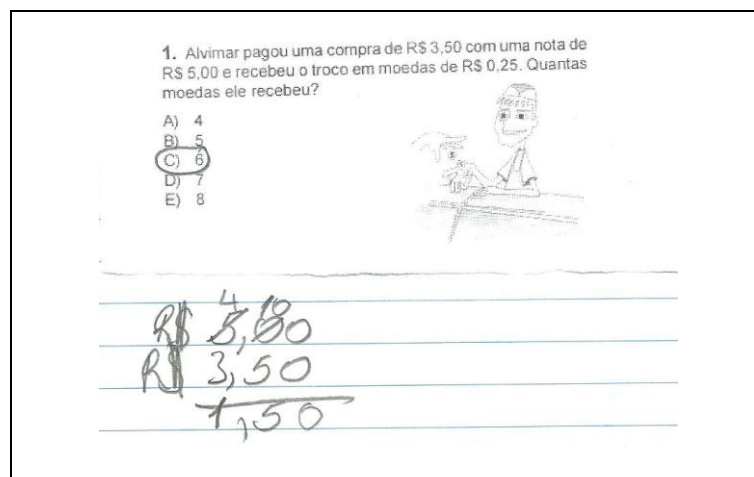 1. Alvimar pagou uma compra de R$ 3,50 com uma nota de
R$ 5,00 e recebeu o troco em moedas de R$ 0,25. Quantas
moedas ele recebeu?
A) 4
B) 5
C) 6
D) 7
E) 8
4 10
R$ 5,00
R$ 3,50
1,50